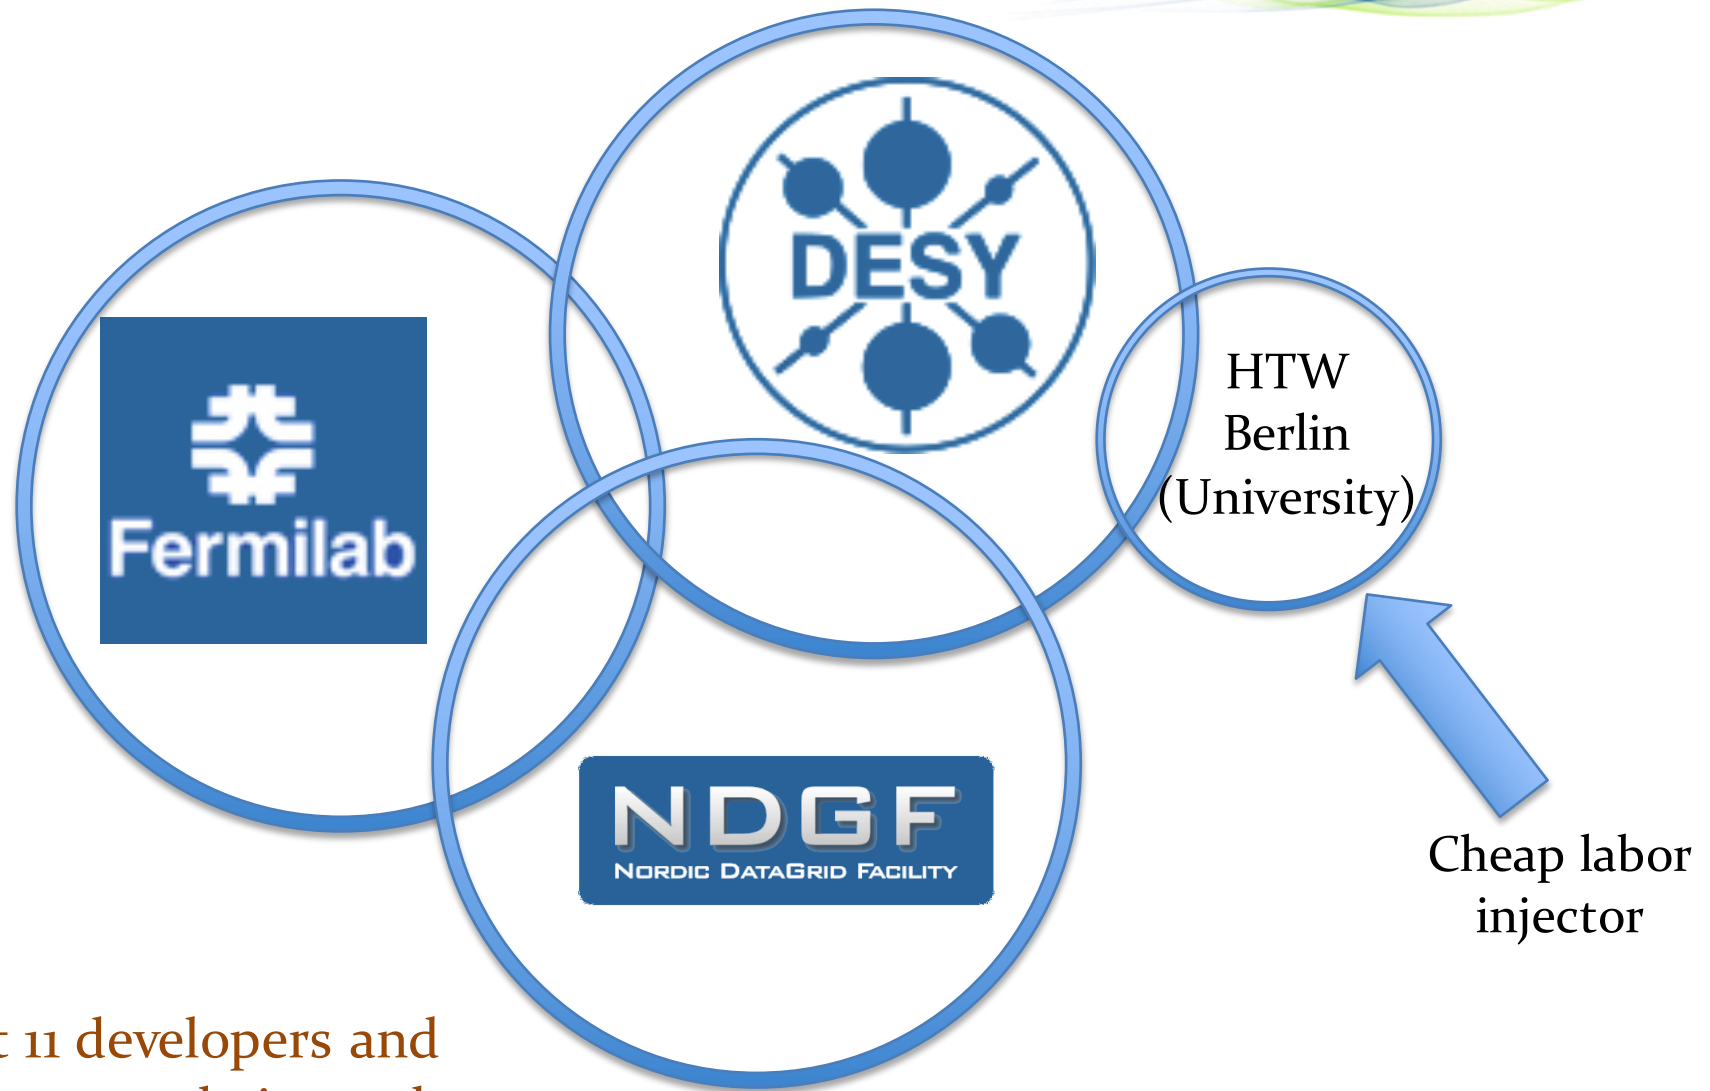 DESY
HTW
Berlin
(University)
Fermilab
NDGF
NORDIC DATAGRID FACILITY
Cheap labor
injector
11 developers and